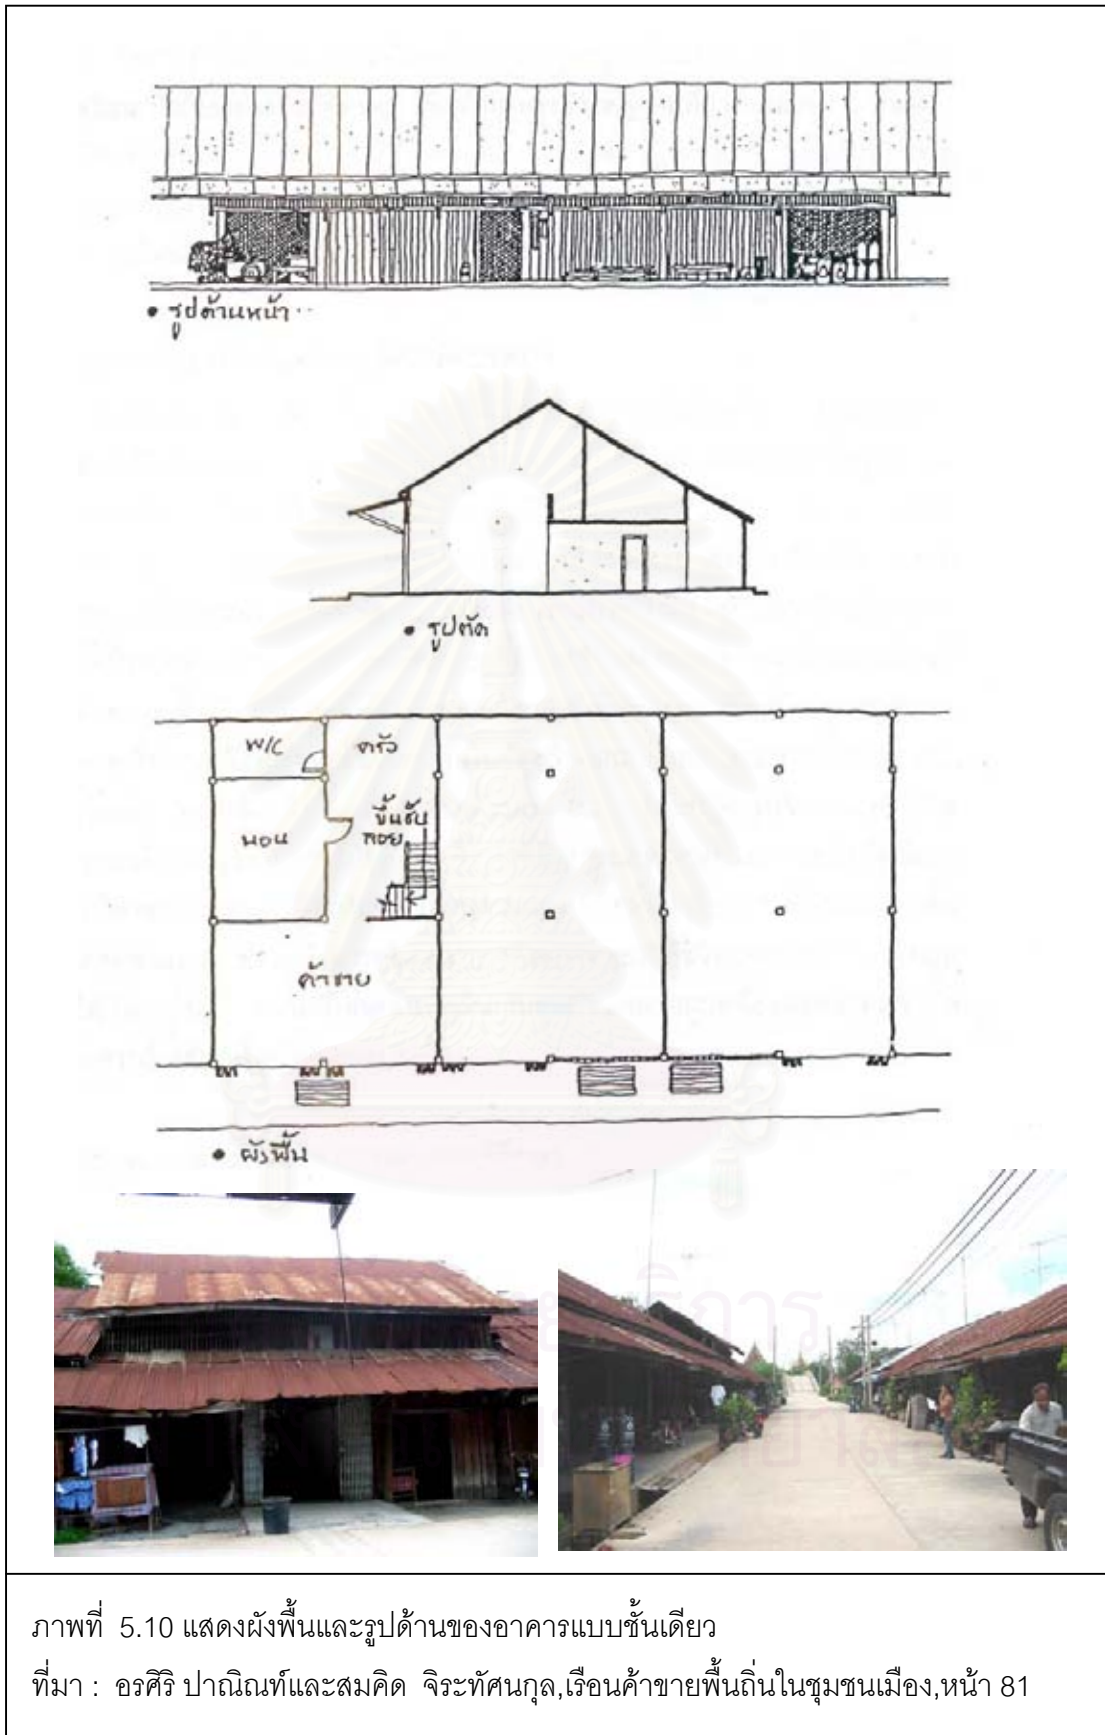 • รูปด้านหน้า
• รูปตัด
W/C
ครัว
ขึ้นชั้น
ลอย
นอน
ค้าขาย
• ผังพื้น
ภาพที่ 5.10 แสดงผังพื้นและรูปด้านของอาคารแบบชั้นเดียว
ที่มา : อรศิริ ปาณิณท์และสมคิด จิระทัศนกุล,เรือนค้าขายพื้นถิ่นในชุมชนเมือง,หน้า 81